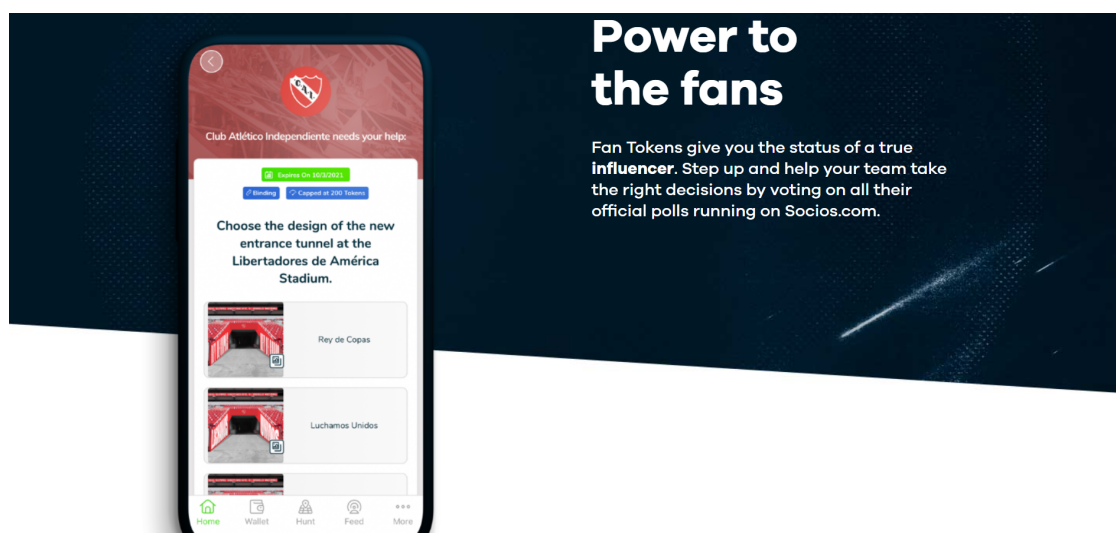 Power to
the fans
Fan Tokens give you the status of a true
influencer. Step up and help your team take
the right decisions by voting on all their
official polls running on Socios.com.
C A I
Club Atlético Independiente needs your help:
Expires On 10/3/2021
Binding
Capped at 200 Tokens
Choose the design of the new
entrance tunnel at the
Libertadores de América
Stadium.
Rey de Copas
Luchamos Unidos
Home
Wallet
Hunt
Feed
More